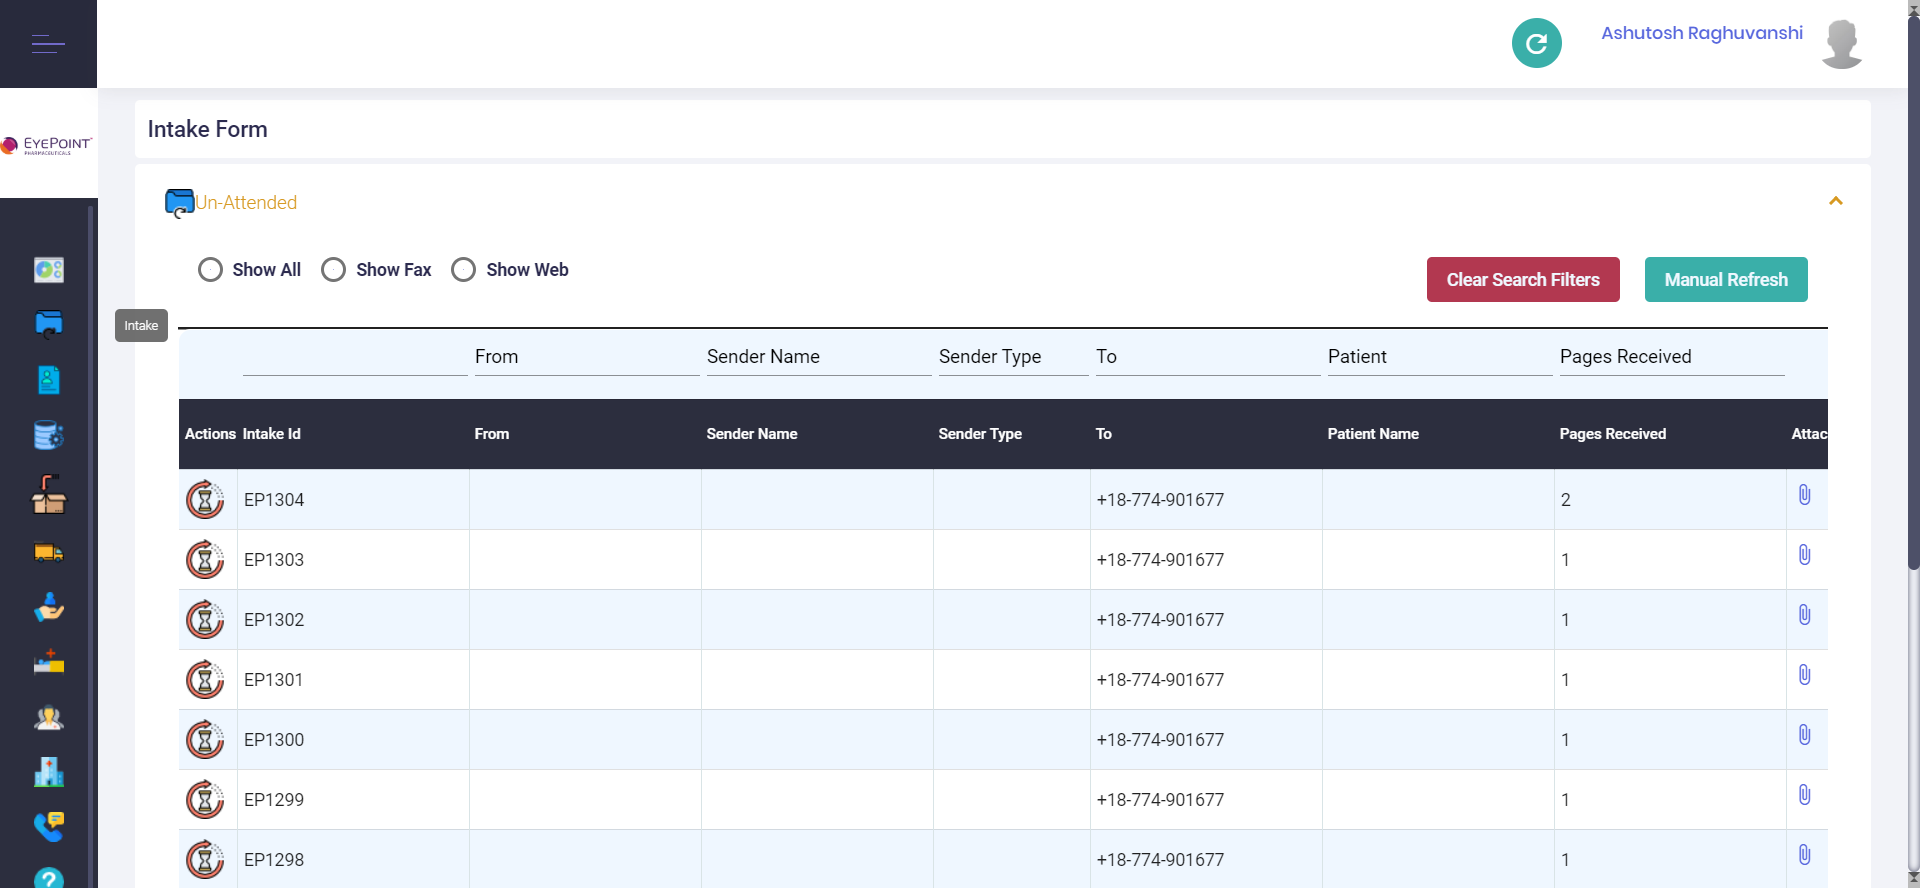 Ashutosh Raghuvanshi
EYEPOINT
PHARMACEUTICALS
Intake Form
Un-Attended
Show All Show Fax Show Web
Clear Search Filters Manual Refresh
Intake
From Sender Name Sender Type To Patient Pages Received
Actions Intake Id From Sender Name Sender Type To Patient Name Pages Received Attac
EP1304 +18-774-901677 2
EP1303 +18-774-901677 1
EP1302 +18-774-901677 1
EP1301 +18-774-901677 1
EP1300 +18-774-901677 1
EP1299 +18-774-901677 1
EP1298 +18-774-901677 1
?